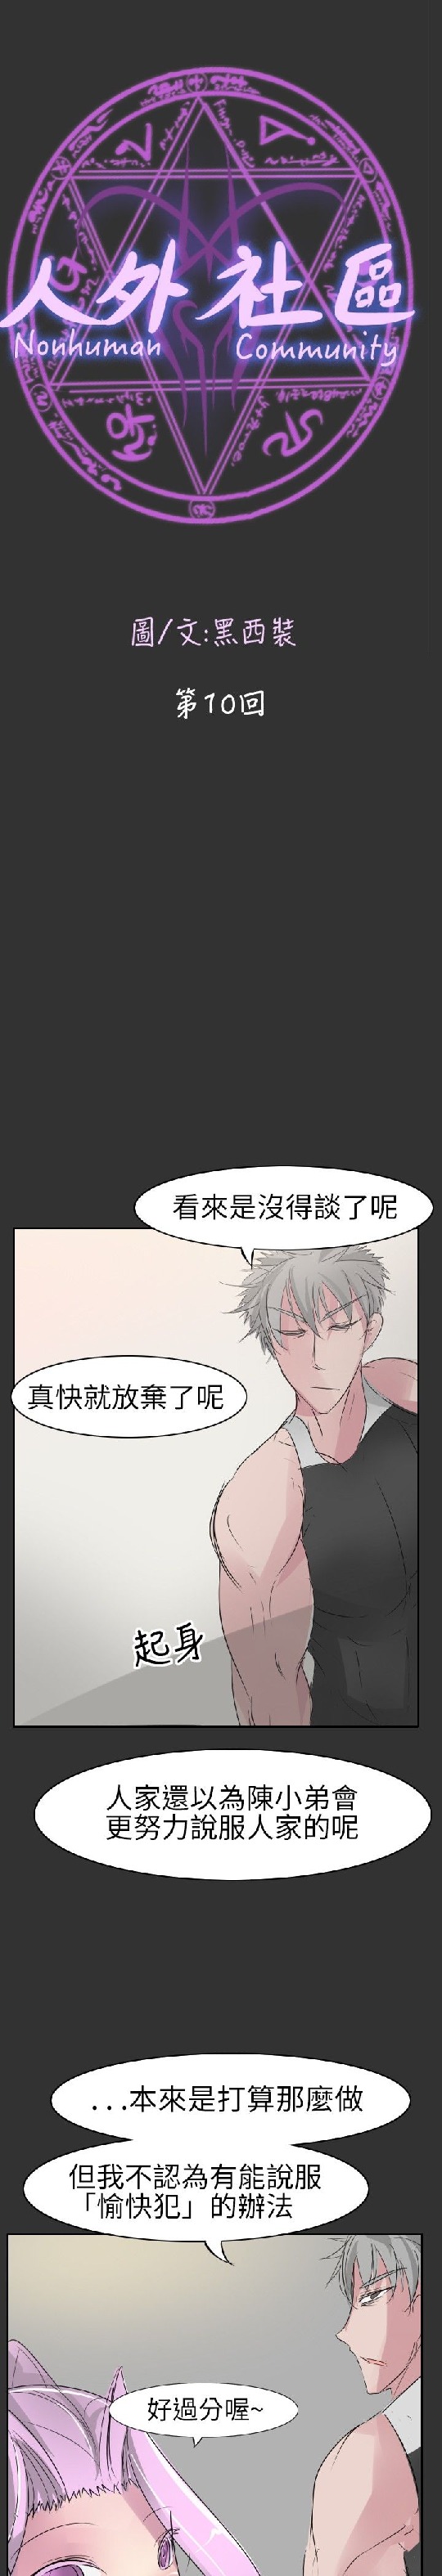 人外社區
Nonhuman Community
圖/文:黑西裝
第10回
看來是沒得談了呢
真快就放棄了呢
起身
人家還以為陳小弟會
更努力說服人家的呢
...本來是打算那麼做
但我不認為有能說服
「愉快犯」的辦法
好過分喔~